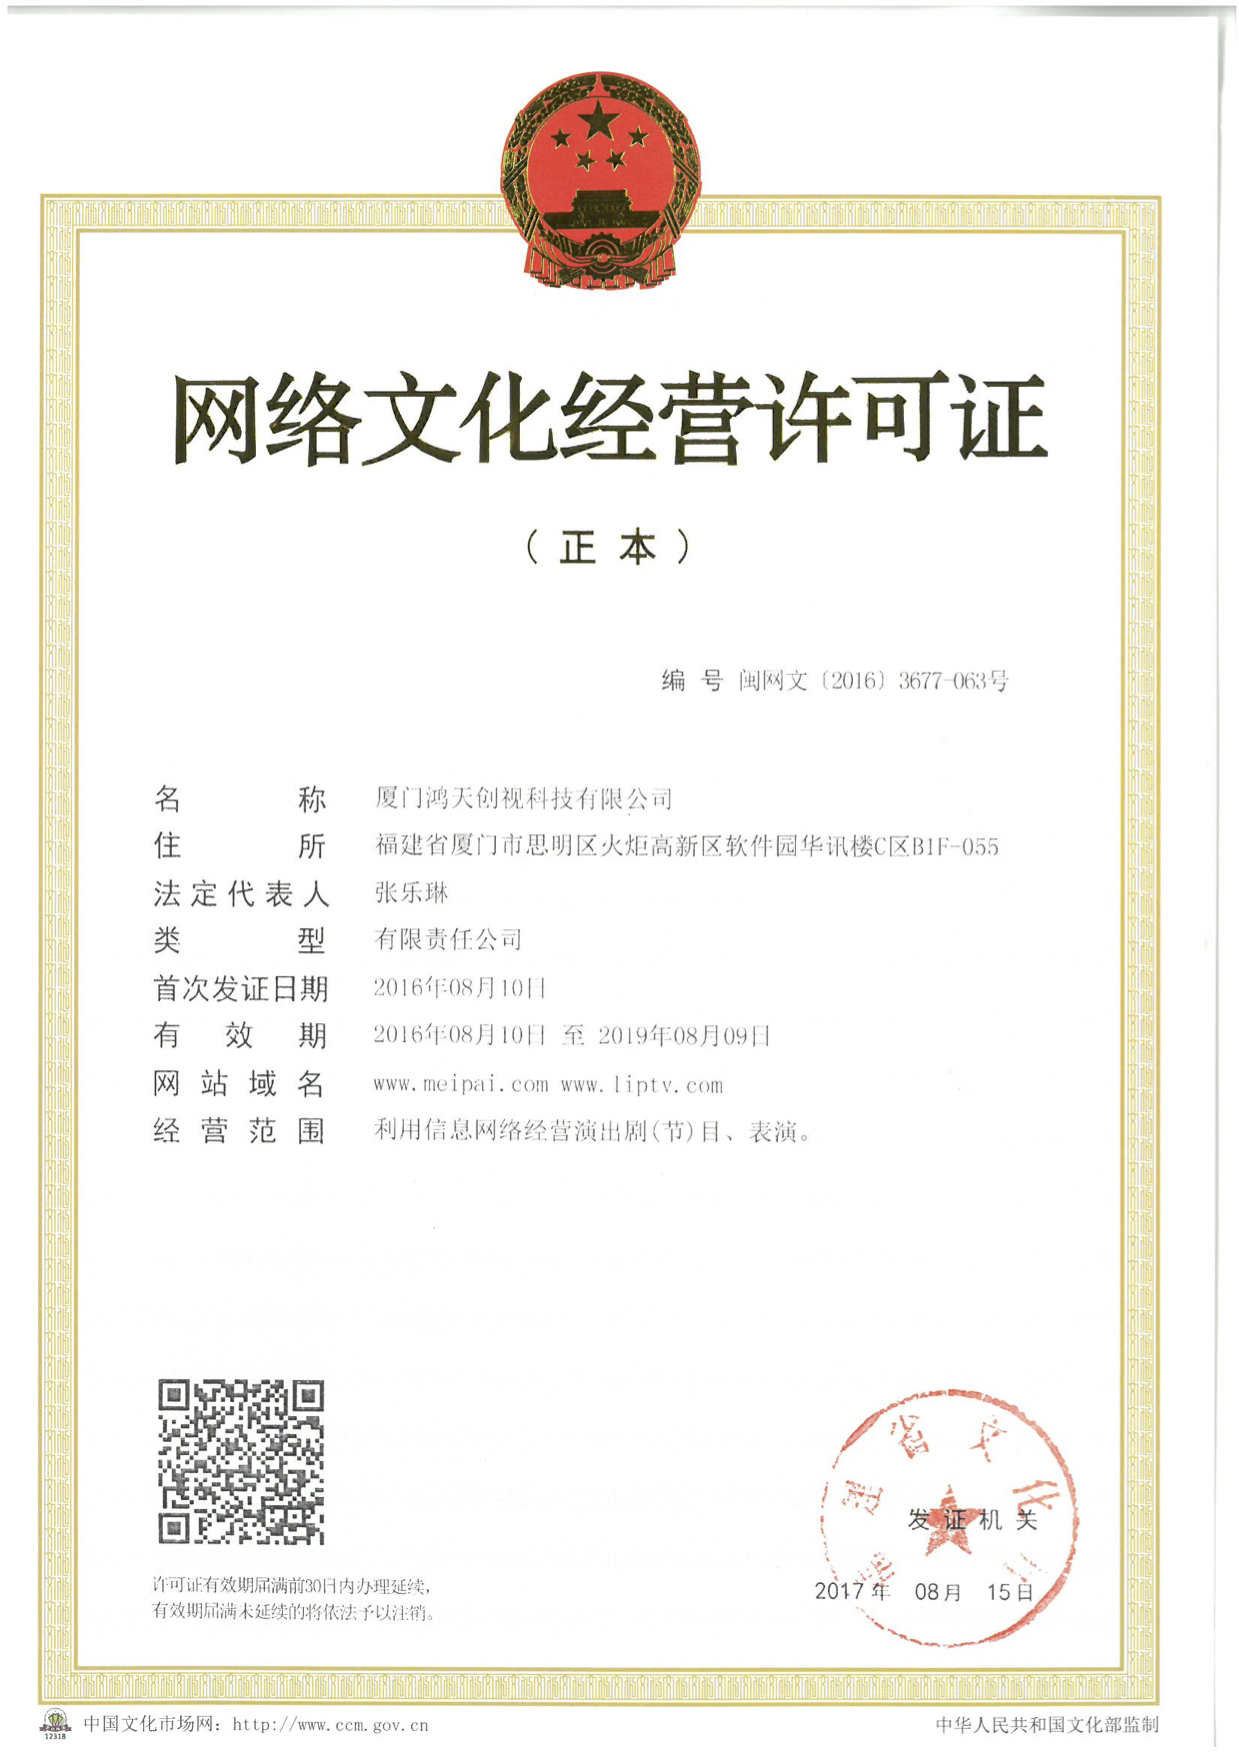 网络文化经营许可证
（正本）
编 号 闽网文〔2016〕3677-063号
名 称 厦门鸿天创视科技有限公司
住 所 福建省厦门市思明区火炬高新区软件园华讯楼C区B1F-055
法定代表人 张乐琳
类 型 有限责任公司
首次发证日期 2016年08月10日
有 效 期 2016年08月10日 至 2019年08月09日
网 站 域 名 www.meipai.com www.liptv.com
经 营 范 围 利用信息网络经营演出剧(节)目、表演。
福建省文化厅
发 证 机 关
2017 年 08月 15日
许可证有效期届满前30日内办理延续,
有效期届满未延续的将依法予以注销。
12318
中国文化市场网：http://www.ccm.gov.cn
中华人民共和国文化部监制